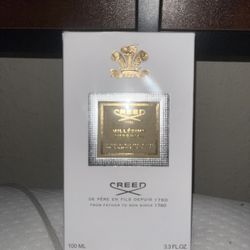 CREED
MILLÉSIME
CREED
DE PÈRE EN FILS DEPUIS 1760
FROM FATHER TO SON SINCE 1760
100 ML
3.3 FL.OZ